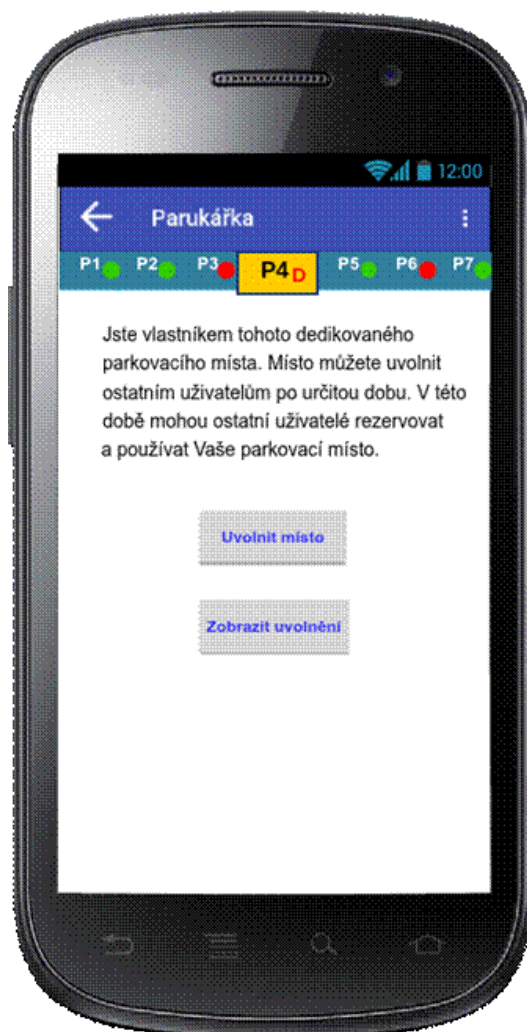 12:00
Parukářka
P1 P2 P3 P4 D P5 P6 P7
Jste vlastníkem tohoto dedikovaného
parkovacího místa. Místo můžete uvolnit
ostatním uživatelům po určitou dobu. V této
době mohou ostatní uživatelé rezervovat
a používat Vaše parkovací místo.
Uvolnit místo
Zobrazit uvolnění